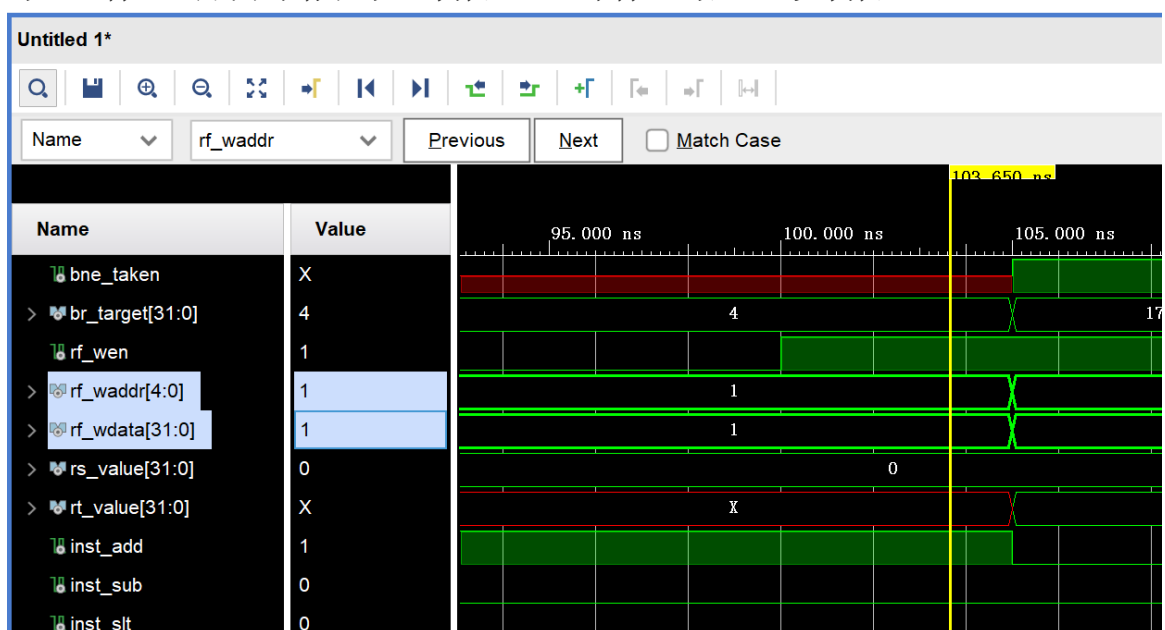 Untitled 1*
Name rf_waddr Previous Next Match Case
103.650 ns
Name Value 95.000 ns 100.000 ns 105.000 ns
bne_taken X
br_target[31:0] 4 4 17
rf_wen 1
rf_waddr[4:0] 1 1
rf_wdata[31:0] 1 1
rs_value[31:0] 0 0
rt_value[31:0] X X
inst_add 1
inst_sub 0
inst_slt 0